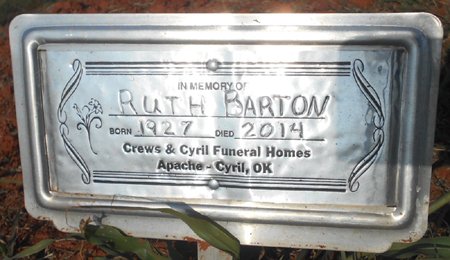 IN MEMORY OF
RUTH BARTON
BORN 1927 DIED 2014
Crews & Cyril Funeral Homes
Apache - Cyril, OK